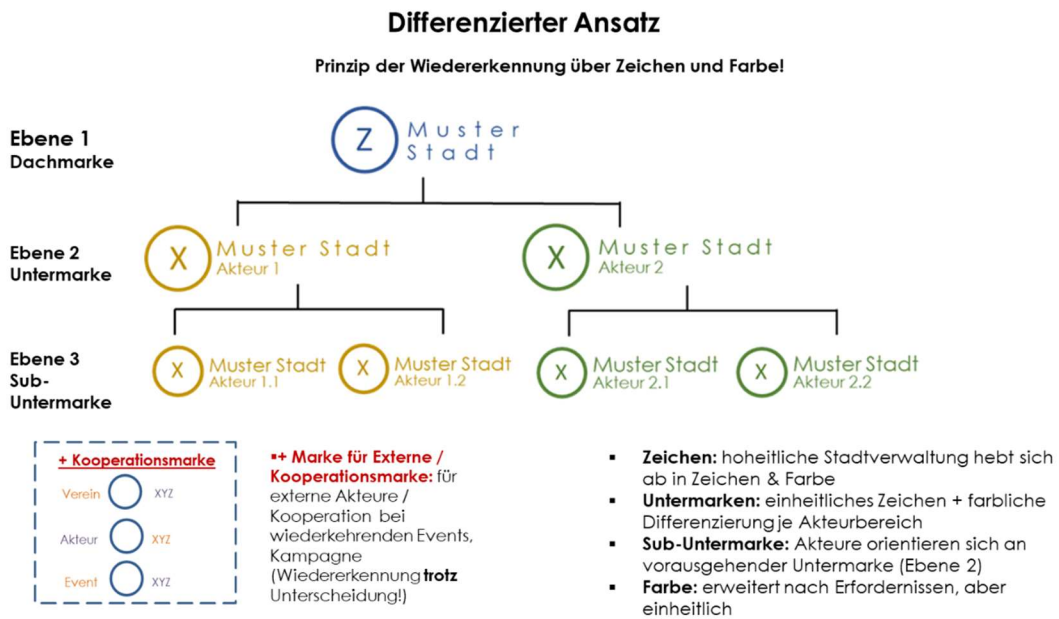 Differenzierter Ansatz
Prinzip der Wiedererkennung über Zeichen und Farbe!
Ebene 1
Dachmarke
Z
Muster
Stadt
Ebene 2
Untermarke
X
Muster Stadt
Akteur 1
X
Muster Stadt
Akteur 2
Ebene 3
Sub-
Untermarke
X
Muster Stadt
Akteur 1.1
X
Muster Stadt
Akteur 1.2
X
Muster Stadt
Akteur 2.1
X
Muster Stadt
Akteur 2.2
+ Kooperationsmarke
Verein XYZ
Akteur XYZ
Event XYZ
▪+ Marke für Externe /
Kooperationsmarke: für
externe Akteure /
Kooperation bei
wiederkehrenden Events,
Kampagne
(Wiedererkennung trotz
Unterscheidung!)
▪ Zeichen: hoheitliche Stadtverwaltung hebt sich
ab in Zeichen & Farbe
▪ Untermarken: einheitliches Zeichen + farbliche
Differenzierung je Akteurbereich
▪ Sub-Untermarke: Akteure orientieren sich an
vorausgehender Untermarke (Ebene 2)
▪ Farbe: erweitert nach Erfordernissen, aber
einheitlich